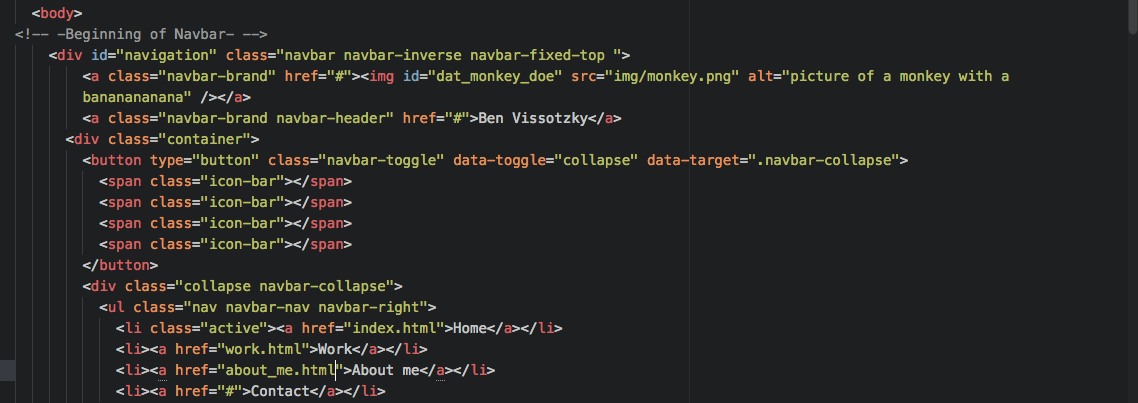 <body>
<!-- -Beginning of Navbar- -->
<div id="navigation" class="navbar navbar-inverse navbar-fixed-top ">
<a class="navbar-brand" href="#"><img id="dat_monkey_doe" src="img/monkey.png" alt="picture of a monkey with a
banananananana" /></a>
<a class="navbar-brand navbar-header" href="#">Ben Vissotzky</a>
<div class="container">
<button type="button" class="navbar-toggle" data-toggle="collapse" data-target=".navbar-collapse">
<span class="icon-bar"></span>
<span class="icon-bar"></span>
<span class="icon-bar"></span>
<span class="icon-bar"></span>
</button>
<div class="collapse navbar-collapse">
<ul class="nav navbar-nav navbar-right">
<li class="active"><a href="index.html">Home</a></li>
<li><a href="work.html">Work</a></li>
<li><a href="about_me.html">About me</a></li>
<li><a href="#">Contact</a></li>